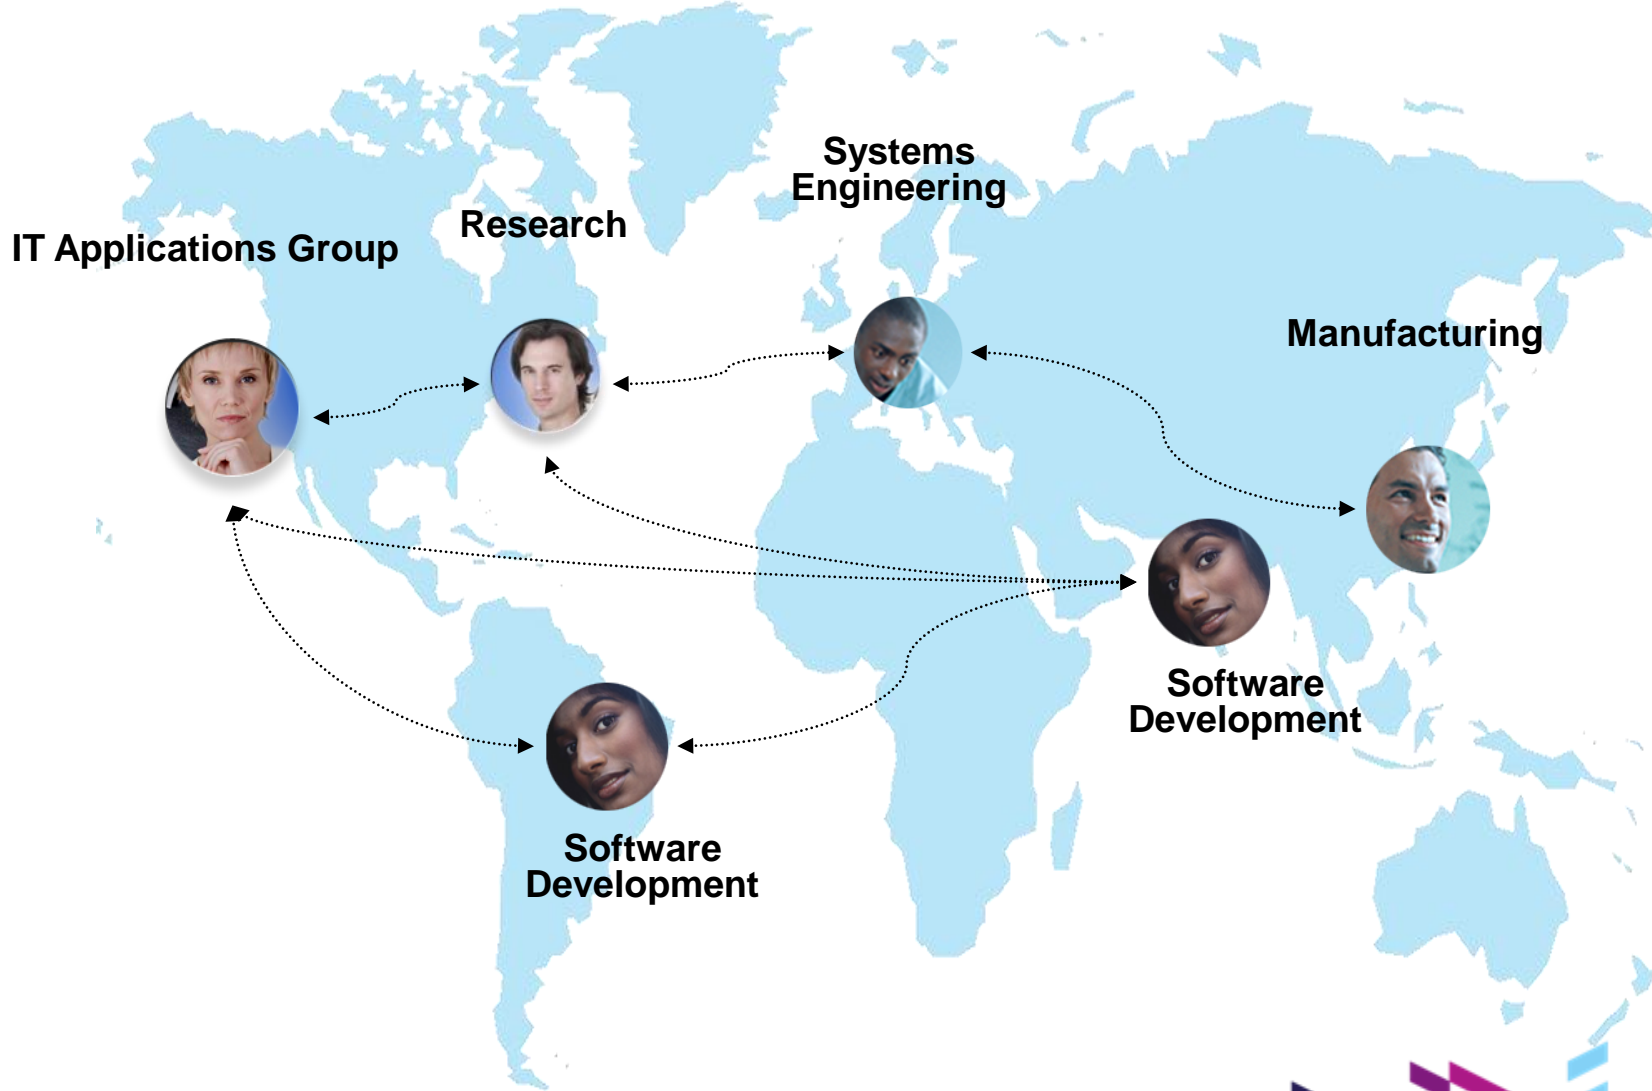 Systems
Engineering
Research
IT Applications Group
Manufacturing
Software
Development
Software
Development